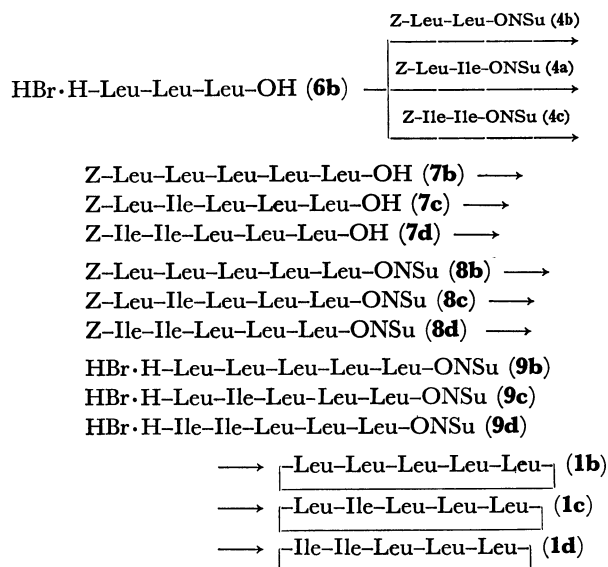 Z-Leu-Leu-ONSu (4b)
Z-Leu-Ile-ONSu (4a)
HBr·H-Leu-Leu-Leu-OH (6b)
Z-Ile-Ile-ONSu (4c)
Z-Leu-Leu-Leu-Leu-Leu-OH (7b) →
Z-Leu-Ile-Leu-Leu-Leu-OH (7c) →
Z-Ile-Ile-Leu-Leu-Leu-OH (7d) →
Z-Leu-Leu-Leu-Leu-Leu-ONSu (8b) →
Z-Leu-Ile-Leu-Leu-Leu-ONSu (8c) →
Z-Ile-Ile-Leu-Leu-Leu-ONSu (8d) →
HBr·H-Leu-Leu-Leu-Leu-Leu-ONSu (9b)
HBr·H-Leu-Ile-Leu-Leu-Leu-ONSu (9c)
HBr·H-Ile-Ile-Leu-Leu-Leu-ONSu (9d)
→ -Leu-Leu-Leu-Leu-Leu- (1b)
→ -Leu-Ile-Leu-Leu-Leu- (1c)
→ -Ile-Ile-Leu-Leu-Leu- (1d)